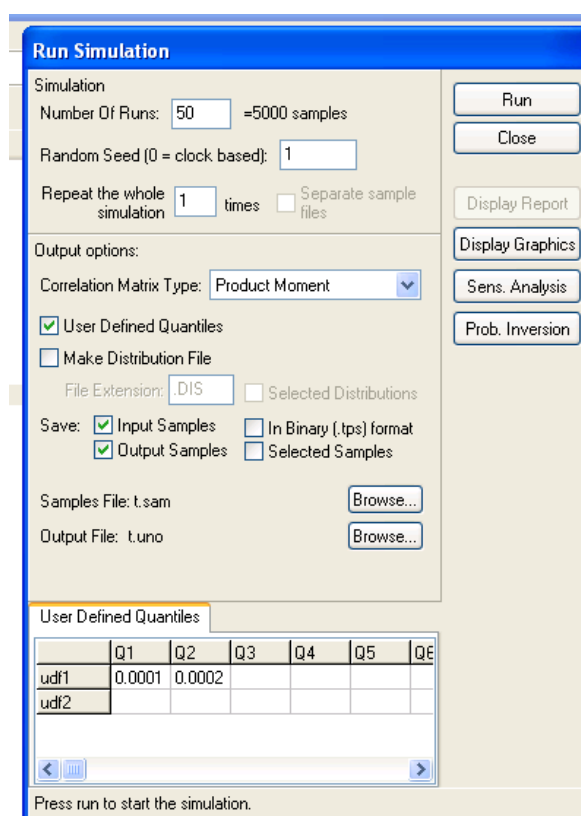 Run Simulation
Simulation
Number Of Runs: 50 =5000 samples
Random Seed (0 = clock based): 1
Repeat the whole simulation 1 times Separate sample files
Output options:
Correlation Matrix Type: Product Moment
User Defined Quantiles
Make Distribution File
File Extension: .DIS Selected Distributions
Save: Input Samples In Binary (.tps) format
Output Samples Selected Samples
Samples File: t.sam Browse...
Output File: t.uno Browse...
Run
Close
Display Report
Display Graphics
Sens. Analysis
Prob. Inversion
User Defined Quantiles
Q1 Q2 Q3 Q4 Q5
udf1 0.0001 0.0002
udf2
Press run to start the simulation.